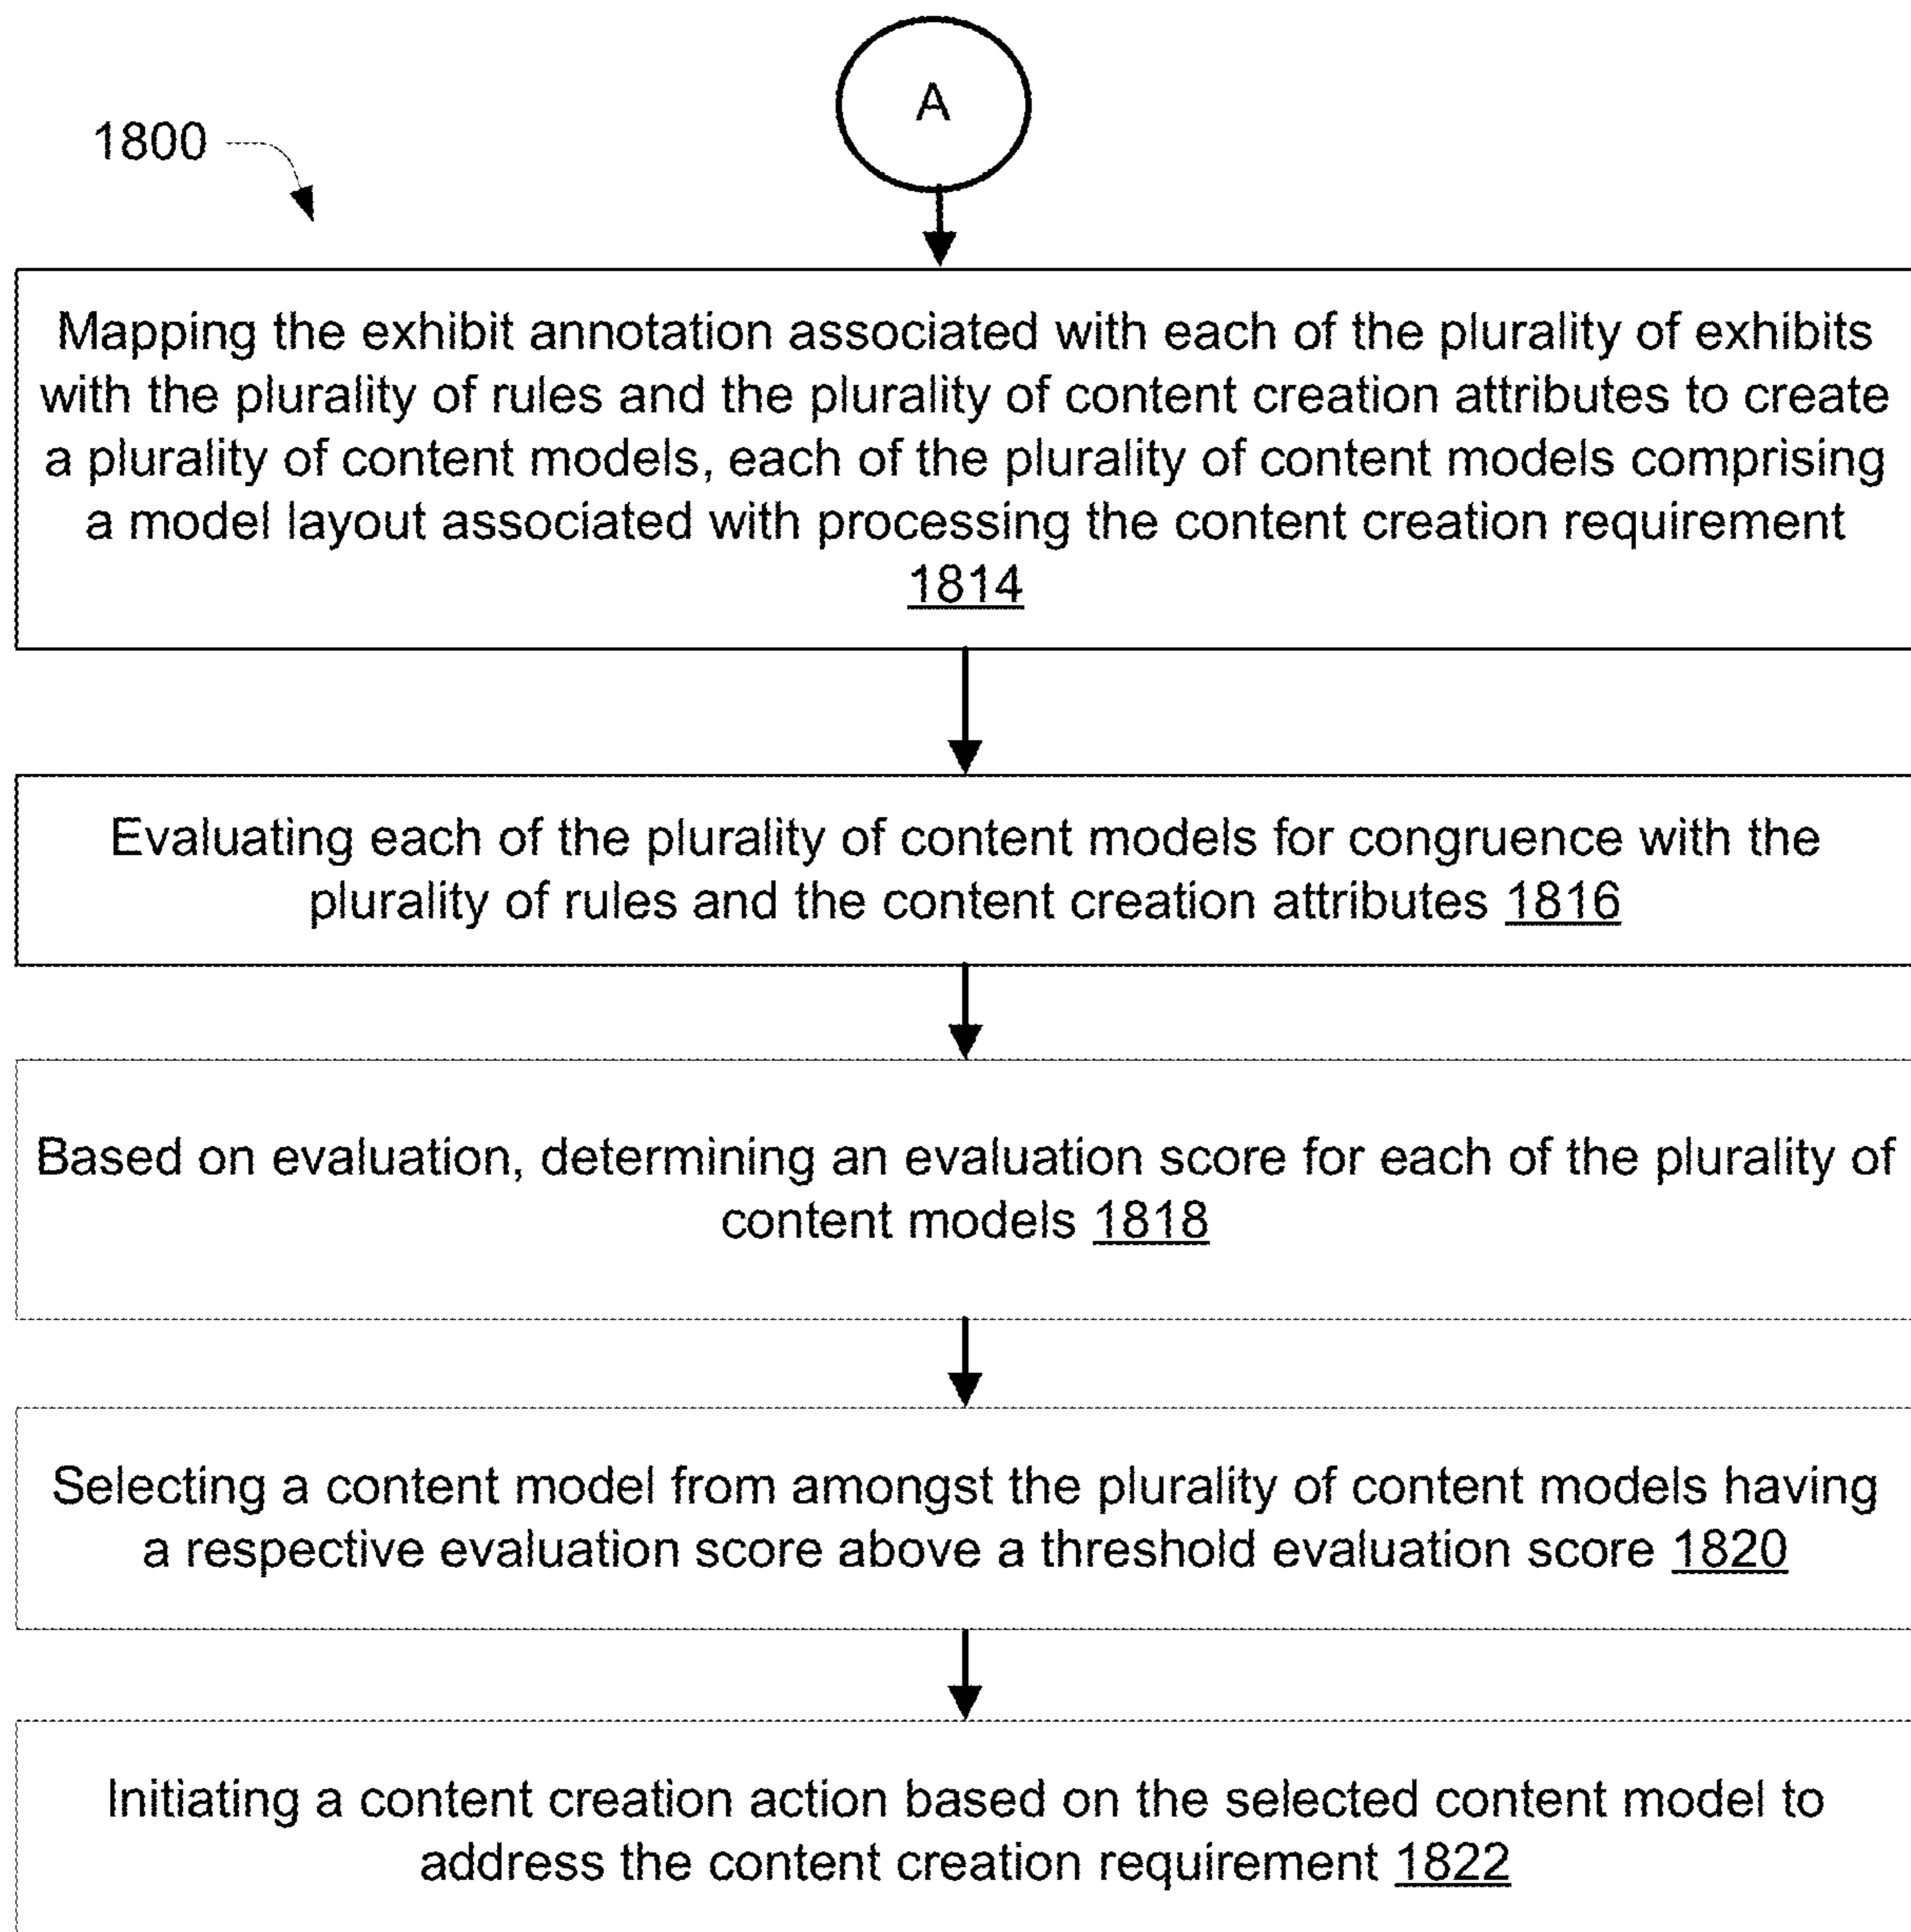 A
1800
Mapping the exhibit annotation associated with each of the plurality of exhibits
with the plurality of rules and the plurality of content creation attributes to create
a plurality of content models, each of the plurality of content models comprising
a model layout associated with processing the content creation requirement
1814
Evaluating each of the plurality of content models for congruence with the
plurality of rules and the content creation attributes 1816
Based on evaluation, determining an evaluation score for each of the plurality of
content models 1818
Selecting a content model from amongst the plurality of content models having
a respective evaluation score above a threshold evaluation score 1820
Initiating a content creation action based on the selected content model to
address the content creation requirement 1822